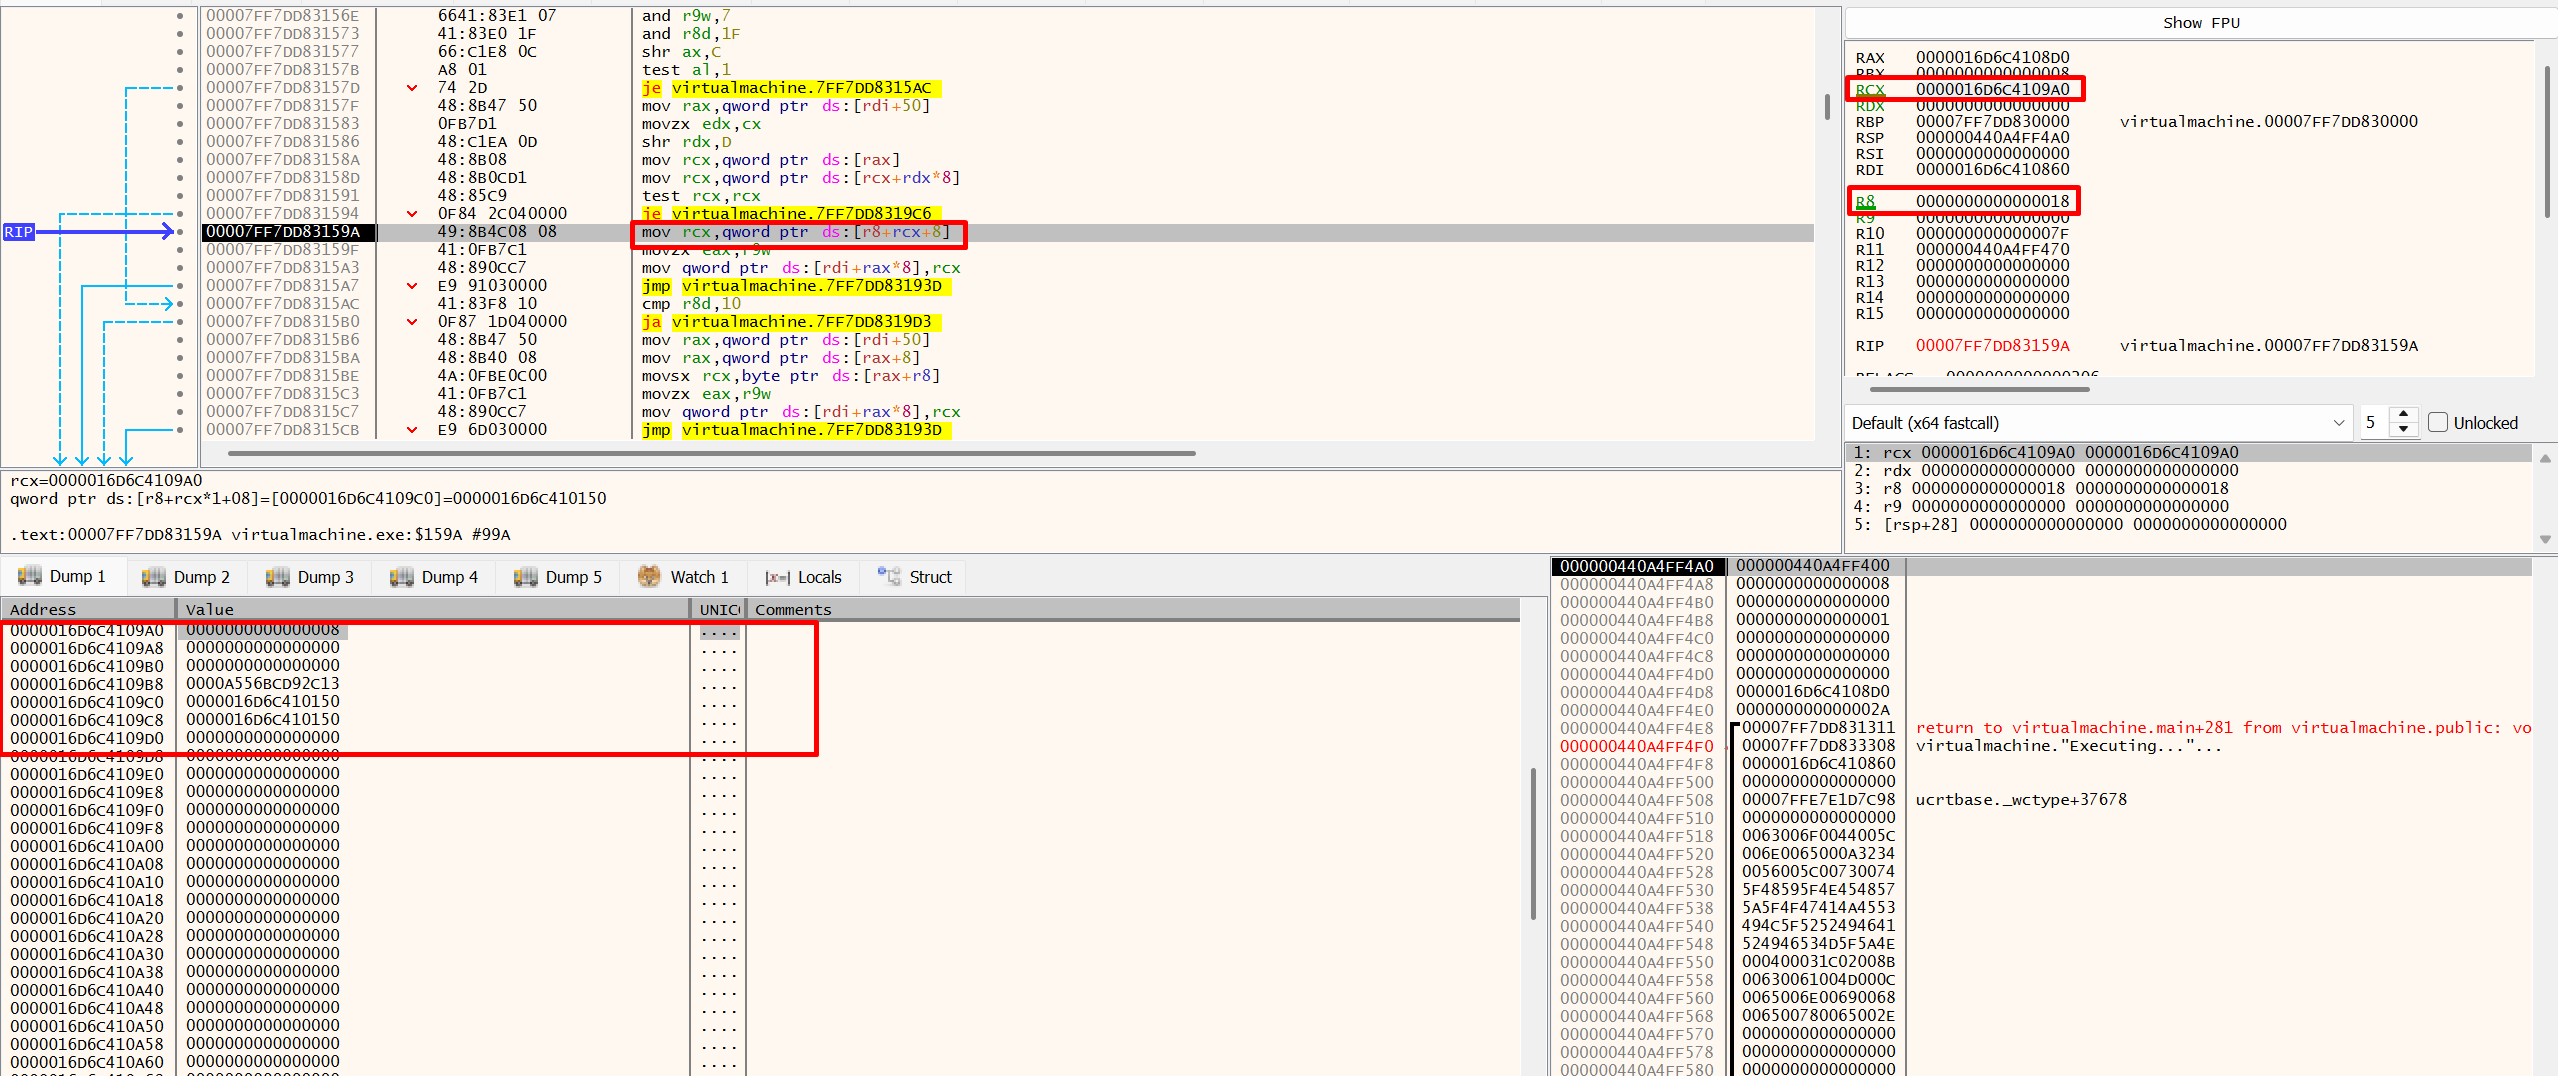 00007FF7DD83156E 6641:83E1 07 and r9w,7
00007FF7DD831573 41:83E0 1F and r8d,1F
00007FF7DD831577 66:C1E8 0C shr ax,C
00007FF7DD83157B A8 01 test al,1
00007FF7DD83157D 74 2D je virtualmachine.7FF7DD8315AC
00007FF7DD83157F 48:8B47 50 mov rax,qword ptr ds:[rdi+50]
00007FF7DD831583 0FB7D1 movzx edx,cx
00007FF7DD831586 48:C1EA 0D shr rdx,D
00007FF7DD83158A 48:8B08 mov rcx,qword ptr ds:[rax]
00007FF7DD83158D 48:8B0CD1 mov rcx,qword ptr ds:[rcx+rdx*8]
00007FF7DD831591 48:85C9 test rcx,rcx
00007FF7DD831594 0F84 2C040000 je virtualmachine.7FF7DD8319C6
RIP 00007FF7DD83159A 49:8B4C08 08 mov rcx,qword ptr ds:[r8+rcx+8]
00007FF7DD83159F 41:0FB7C1 movzx eax,r9w
00007FF7DD8315A3 48:890CC7 mov qword ptr ds:[rdi+rax*8],rcx
00007FF7DD8315A7 E9 91030000 jmp virtualmachine.7FF7DD83193D
00007FF7DD8315AC 41:83F8 10 cmp r8d,10
00007FF7DD8315B0 0F87 1D040000 ja virtualmachine.7FF7DD8319D3
00007FF7DD8315B6 48:8B47 50 mov rax,qword ptr ds:[rdi+50]
00007FF7DD8315BA 48:8B40 08 mov rax,qword ptr ds:[rax+8]
00007FF7DD8315BE 4A:0FBE0C00 movsx rcx,byte ptr ds:[rax+r8]
00007FF7DD8315C3 41:0FB7C1 movzx eax,r9w
00007FF7DD8315C7 48:890CC7 mov qword ptr ds:[rdi+rax*8],rcx
00007FF7DD8315CB E9 6D030000 jmp virtualmachine.7FF7DD83193D
Show FPU
RAX 0000016D6C4108D0
RBX 0000000000000008
RCX 0000016D6C4109A0
RDX 0000000000000000
RBP 00007FF7DD830000 virtualmachine.00007FF7DD830000
RSP 000000440A4FF4A0
RSI 0000000000000000
RDI 0000016D6C410860
R8 0000000000000018
R9 0000000000000000
R10 000000000000007F
R11 000000440A4FF470
R12 0000000000000000
R13 0000000000000000
R14 0000000000000000
R15 0000000000000000
RIP 00007FF7DD83159A virtualmachine.00007FF7DD83159A
Default (x64 fastcall) 5 Unlocked
1: rcx 0000016D6C4109A0 0000016D6C4109A0
2: rdx 0000000000000000 0000000000000000
3: r8 0000000000000018 0000000000000018
4: r9 0000000000000000 0000000000000000
5: [rsp+28] 0000000000000000 0000000000000000
rcx=0000016D6C4109A0
qword ptr ds:[r8+rcx*1+08]=[0000016D6C4109C0]=0000016D6C410150
.text:00007FF7DD83159A virtualmachine.exe:$159A #99A
Dump 1 Dump 2 Dump 3 Dump 4 Dump 5 Watch 1 Locals Struct
Address Value UNIC Comments
0000016D6C4109A0 0000000000000008 ....
0000016D6C4109A8 0000000000000000 ....
0000016D6C4109B0 0000000000000000 ....
0000016D6C4109B8 0000A556BCD92C13 ....
0000016D6C4109C0 0000016D6C410150 ....
0000016D6C4109C8 0000016D6C410150 ....
0000016D6C4109D0 0000000000000000 ....
0000016D6C4109D8 0000000000000000 ....
0000016D6C4109E0 0000000000000000 ....
0000016D6C4109E8 0000000000000000 ....
0000016D6C4109F0 0000000000000000 ....
0000016D6C4109F8 0000000000000000 ....
0000016D6C410A00 0000000000000000 ....
0000016D6C410A08 0000000000000000 ....
0000016D6C410A10 0000000000000000 ....
0000016D6C410A18 0000000000000000 ....
0000016D6C410A20 0000000000000000 ....
0000016D6C410A28 0000000000000000 ....
0000016D6C410A30 0000000000000000 ....
0000016D6C410A38 0000000000000000 ....
0000016D6C410A40 0000000000000000 ....
0000016D6C410A48 0000000000000000 ....
0000016D6C410A50 0000000000000000 ....
0000016D6C410A58 0000000000000000 ....
0000016D6C410A60 0000000000000000 ....
000000440A4FF4A0 000000440A4FF400
000000440A4FF4A8 0000000000000008
000000440A4FF4B0 0000000000000000
000000440A4FF4B8 0000000000000001
000000440A4FF4C0 0000000000000000
000000440A4FF4C8 0000000000000000
000000440A4FF4D0 0000000000000000
000000440A4FF4D8 0000016D6C4108D0
000000440A4FF4E0 000000000000002A
000000440A4FF4E8 00007FF7DD831311 return to virtualmachine.main+281 from virtualmachine.public: vo
000000440A4FF4F0 00007FF7DD833308 virtualmachine."Executing..."...
000000440A4FF4F8 0000016D6C410860
000000440A4FF500 0000000000000000
000000440A4FF508 00007FFE7E1D7C98 ucrtbase._wctype+37678
000000440A4FF510 0000000000000000
000000440A4FF518 0063006F0044005C
000000440A4FF520 006E0065000A3234
000000440A4FF528 0056005C00730074
000000440A4FF530 5F48595F4E454857
000000440A4FF538 5A5F4F47414A4553
000000440A4FF540 494C5F5252494641
000000440A4FF548 524946534D5F5A4E
000000440A4FF550 000400031C02008B
000000440A4FF558 00630061004D000C
000000440A4FF560 0065006E00690068
000000440A4FF568 006500780065002E
000000440A4FF570 0000000000000000
000000440A4FF578 0000000000000000
000000440A4FF580 0000000000000000